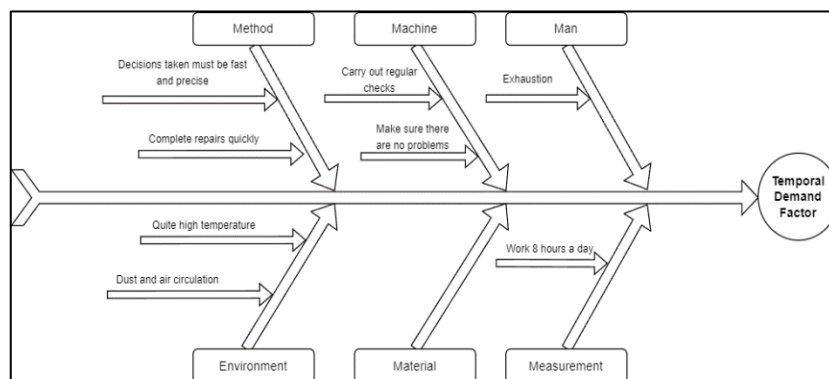 Method
Machine
Man
Decisions taken must be fast
and precise
Carry out regular
checks
Exhaustion
Complete repairs quickly
Make sure there
are no problems
Temporal
Demand
Factor
Quite high temperature
Work 8 hours a day
Dust and air circulation
Environment
Material
Measurement